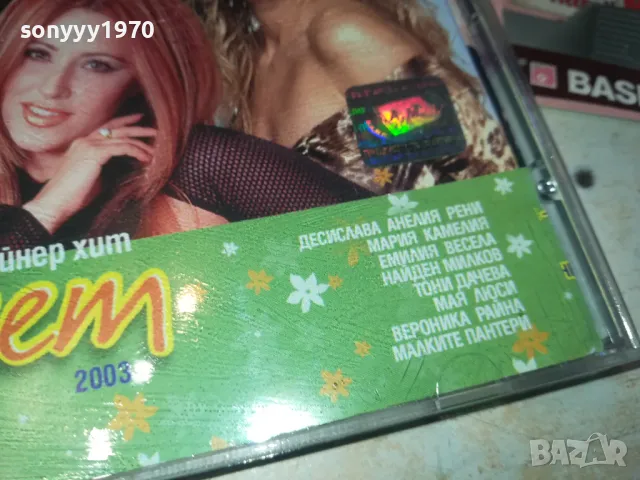 sonyyy1970
BASF
йнер хит
ет
2003
ДЕСИСЛАВА АНЕЛИЯ РЕНИ
МАРИЯ КАМЕЛИЯ
ЕМИЛИЯ ВЕСЕЛА
НАЙДЕН МИЛКОВ
ТОНИ ДАЧЕВА
МАЯ ЛЮСИ
ВЕРОНИКА РАЙНА
МАЛКИТЕ ПАНТЕРИ
BAZAR